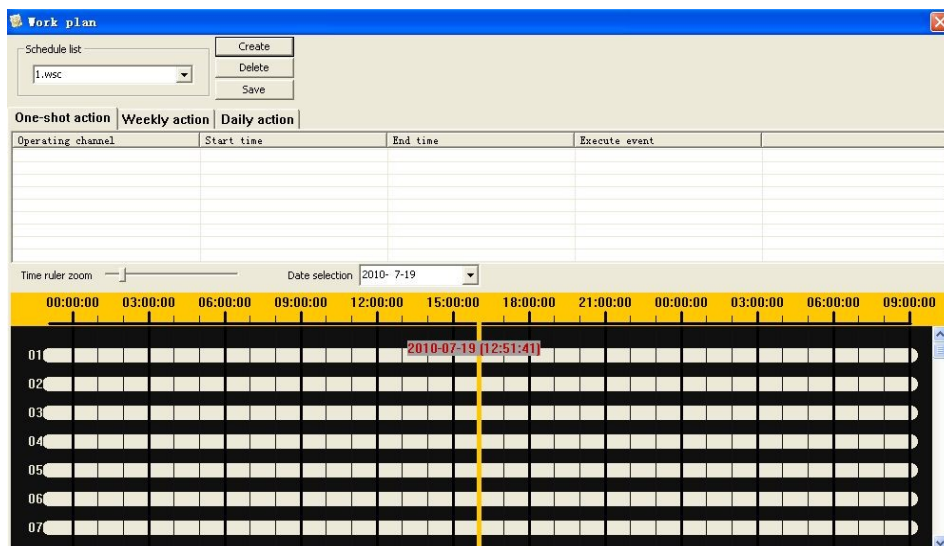 Work plan
Schedule list
1.wsc
Create
Delete
Save
One-shot action Weekly action Daily action
Operating channel Start time End time Execute event
Time ruler zoom Date selection 2010- 7-19
00:00:00 03:00:00 06:00:00 09:00:00 12:00:00 15:00:00 18:00:00 21:00:00 00:00:00 03:00:00 06:00:00 09:00:00
2010-07-19 [12:51:41]
01
02
03
04
05
06
07